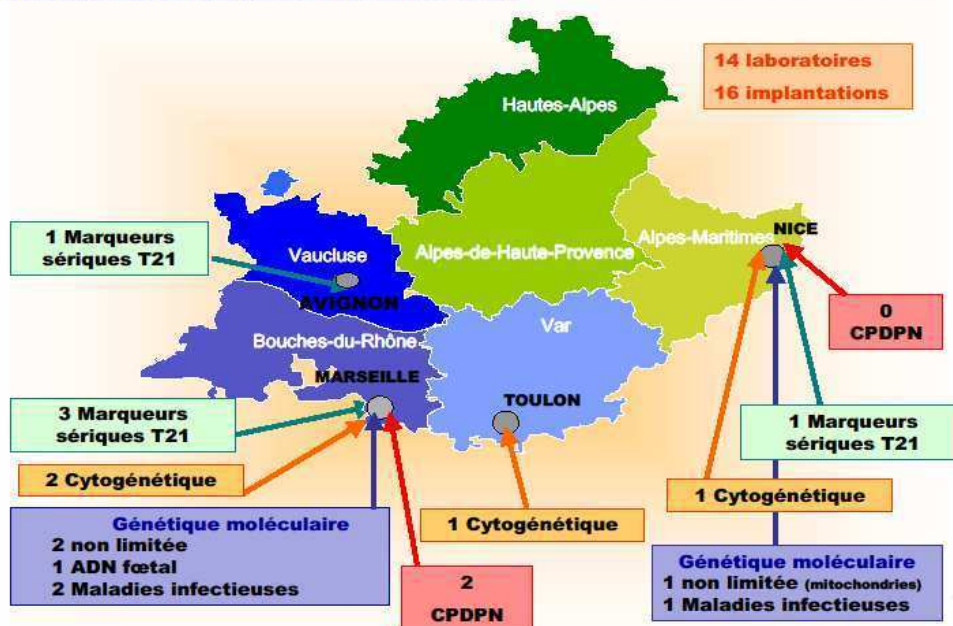 14 laboratoires
16 implantations
Hautes-Alpes
1 Marqueurs
sériques T21
Vaucluse
AVIGNON
Alpes-de-Haute-Provence
Alpes-Maritimes
NICE
0
CPDPN
Bouches-du-Rhône
MARSEILLE
Var
TOULON
3 Marqueurs
sériques T21
2 Cytogénétique
Génétique moléculaire
2 non limitée
1 ADN fœtal
2 Maladies infectieuses
2
CPDPN
1 Cytogénétique
1 Marqueurs
sériques T21
1 Cytogénétique
Génétique moléculaire
1 non limitée (mitochondries)
1 Maladies infectieuses